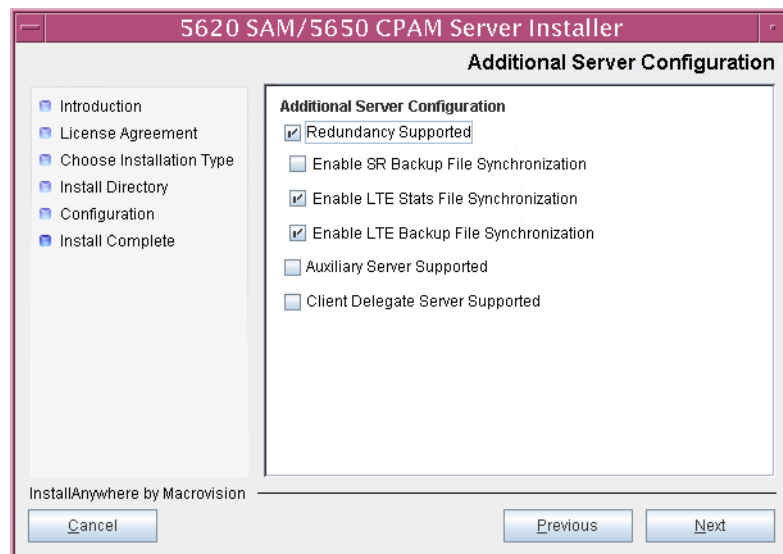 5620 SAM/5650 CPAM Server Installer
Additional Server Configuration
Introduction
License Agreement
Choose Installation Type
Install Directory
Configuration
Install Complete
Additional Server Configuration
Redundancy Supported
Enable SR Backup File Synchronization
Enable LTE Stats File Synchronization
Enable LTE Backup File Synchronization
Auxiliary Server Supported
Client Delegate Server Supported
InstallAnywhere by Macrovision
Cancel
Previous
Next